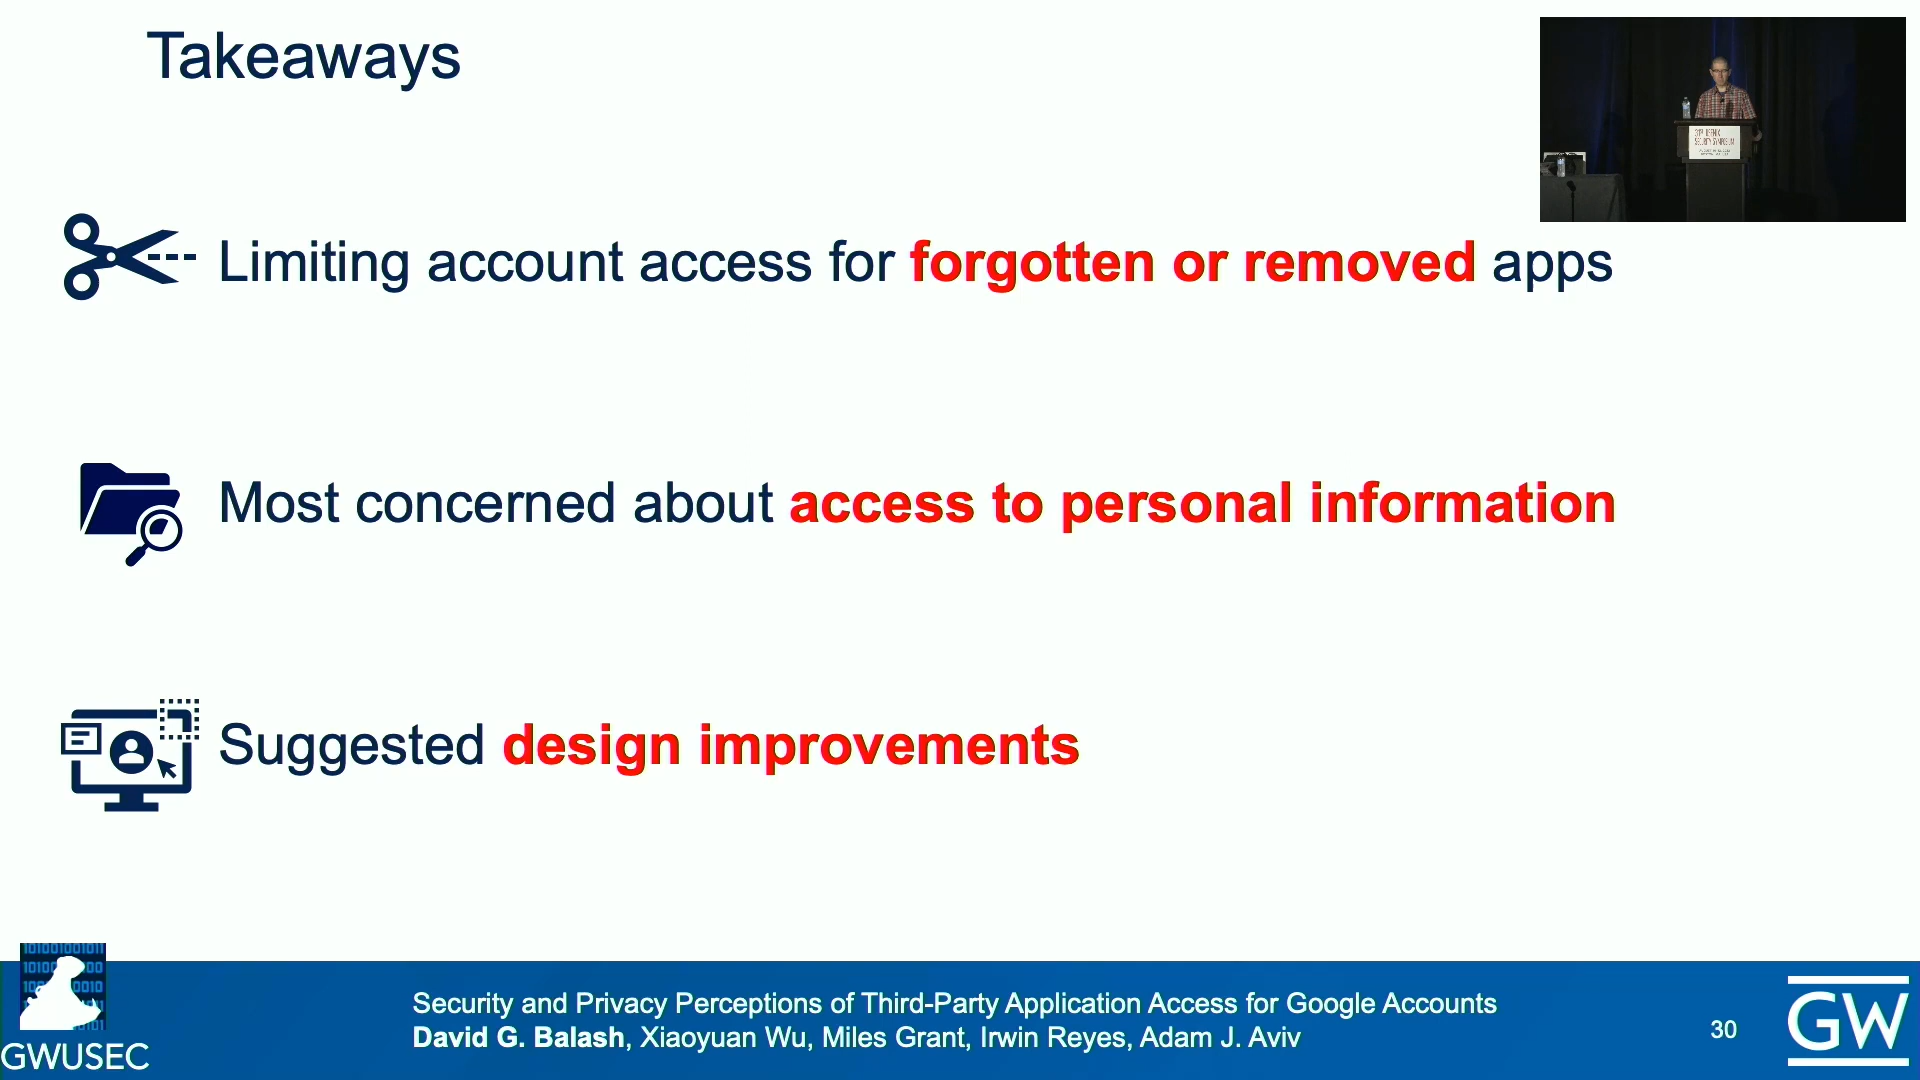 Takeaways
Limiting account access for forgotten or removed apps
Most concerned about access to personal information
Suggested design improvements
Security and Privacy Perceptions of Third-Party Application Access for Google Accounts
David G. Balash, Xiaoyuan Wu, Miles Grant, Irwin Reyes, Adam J. Aviv
30
GWUSEC
GW
SECURITY SYMPOSIUM